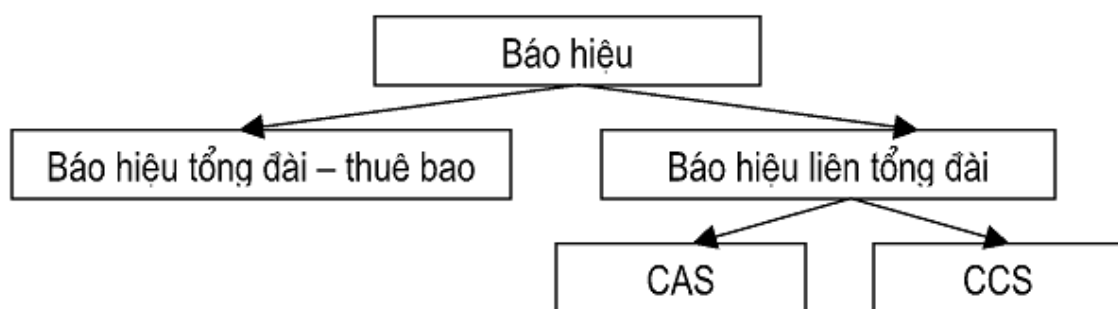 Báo hiệu
Báo hiệu tổng đài – thuê bao
Báo hiệu liên tổng đài
CAS
CCS